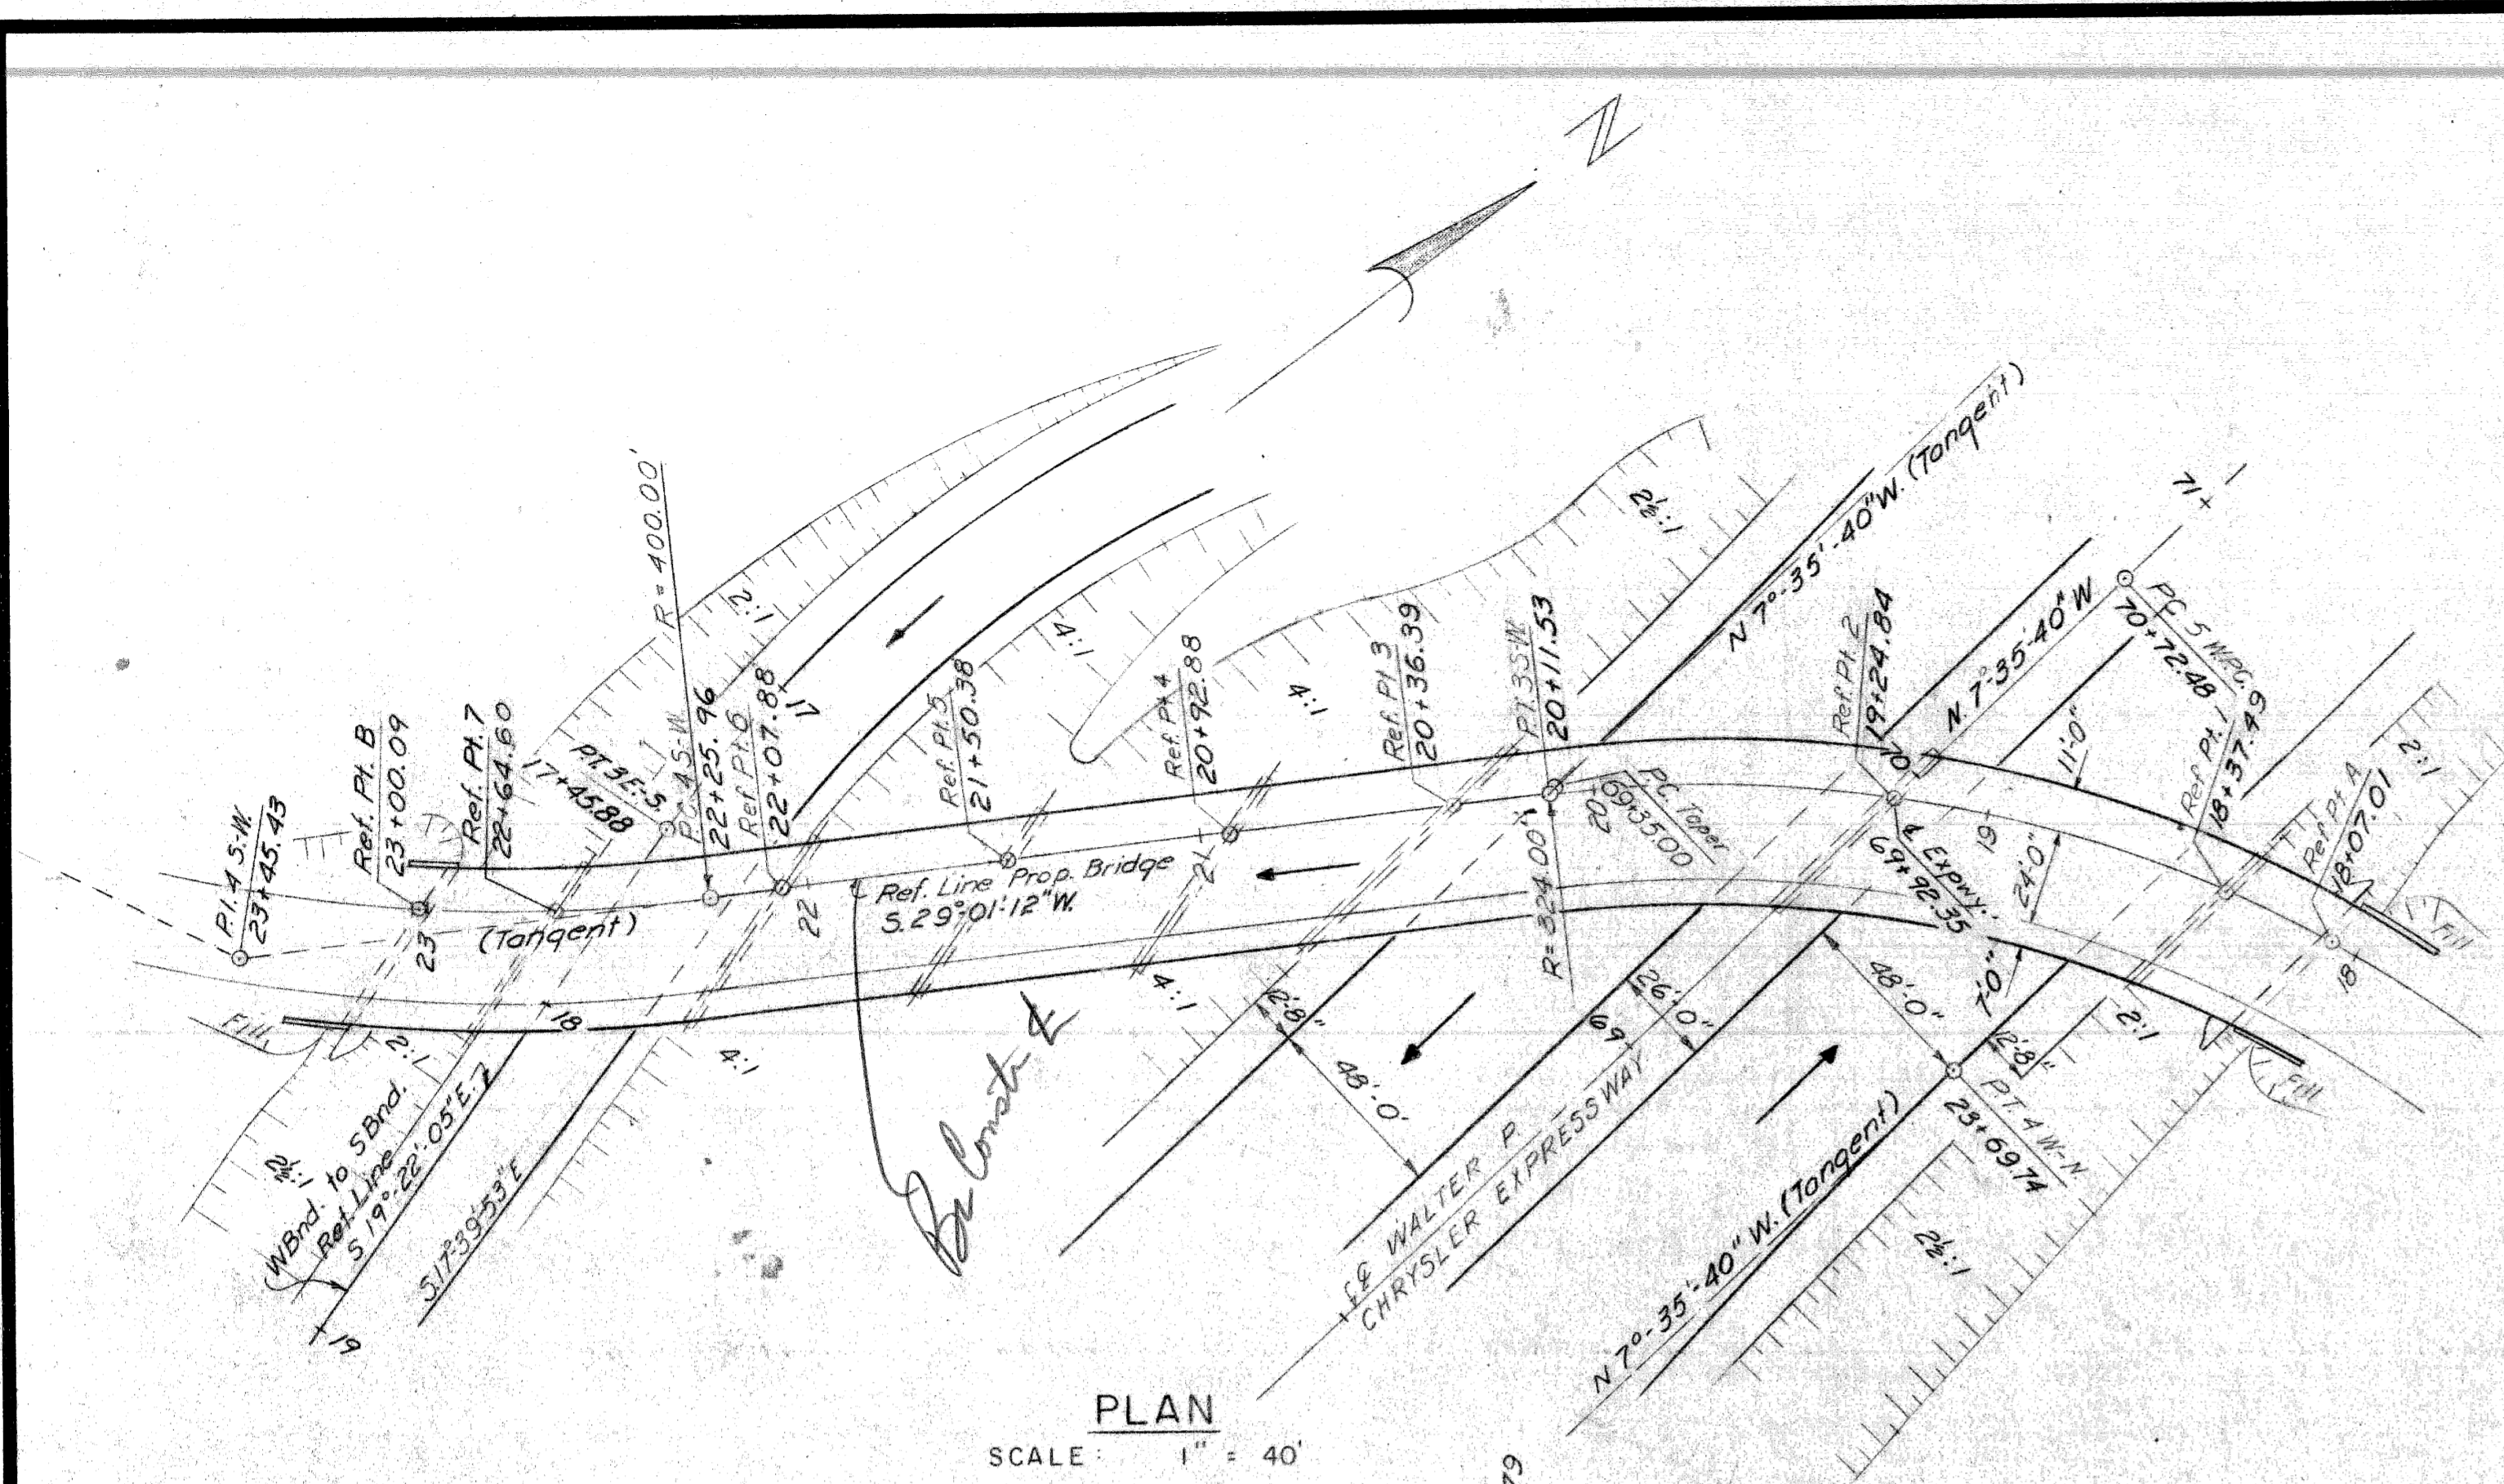 N
R = 400.00'
P.I. 4 S-W.
23+45.43
Ref. Pt. B
23+00.09
Ref. Pt. 7
22+64.60
P.T. 3 E.-S.
17+45.88
P.C. 4 S-W
22+25.96
Ref. Pt. 6
22+07.88
17
Ref. Pt. 5
21+50.38
Ref. Pt. 4
20+92.88
Ref. Pt. 3
20+36.39
P.T. 3 S-W
20+11.53
R= 324.00'
Ref. Pt. 2
19+24.84
Ref. Pt. 1
18+37.49
Ref. Pt. A
18+07.01
P.C. Taper
69+35.00
20+
70
N 7°-35'-40" W. (Tangent)
N. 7°-35'-40" W
71+
70+72.48
2:1
4:1
4:1
2½:1
11'-0"
24'-0"
19
℄ Expwy.
69+92.35
7'-0"
2:1
Fill
18
23
(Tangent)
22
Ref. Line Prop. Bridge
S. 29°-01'-12" W.
21
18
Fill
2:1
4:1
4:1
12'-8"
48'-0"
26'-0"
69
48'-0"
12'-8"
2:1
Fill
P.T. 4 W-N
23+69.74
2½:1
W Bnd. to S Bnd.
Ref. Line
S 19°-22'-05" E.
S. 17°-39'-53" E
19
Br Constr ℄
℄ WALTER P.
CHRYSLER EXPRESSWAY
N 7°-35'-40" W. (Tangent)
2½:1
PLAN
SCALE: 1" = 40'
79